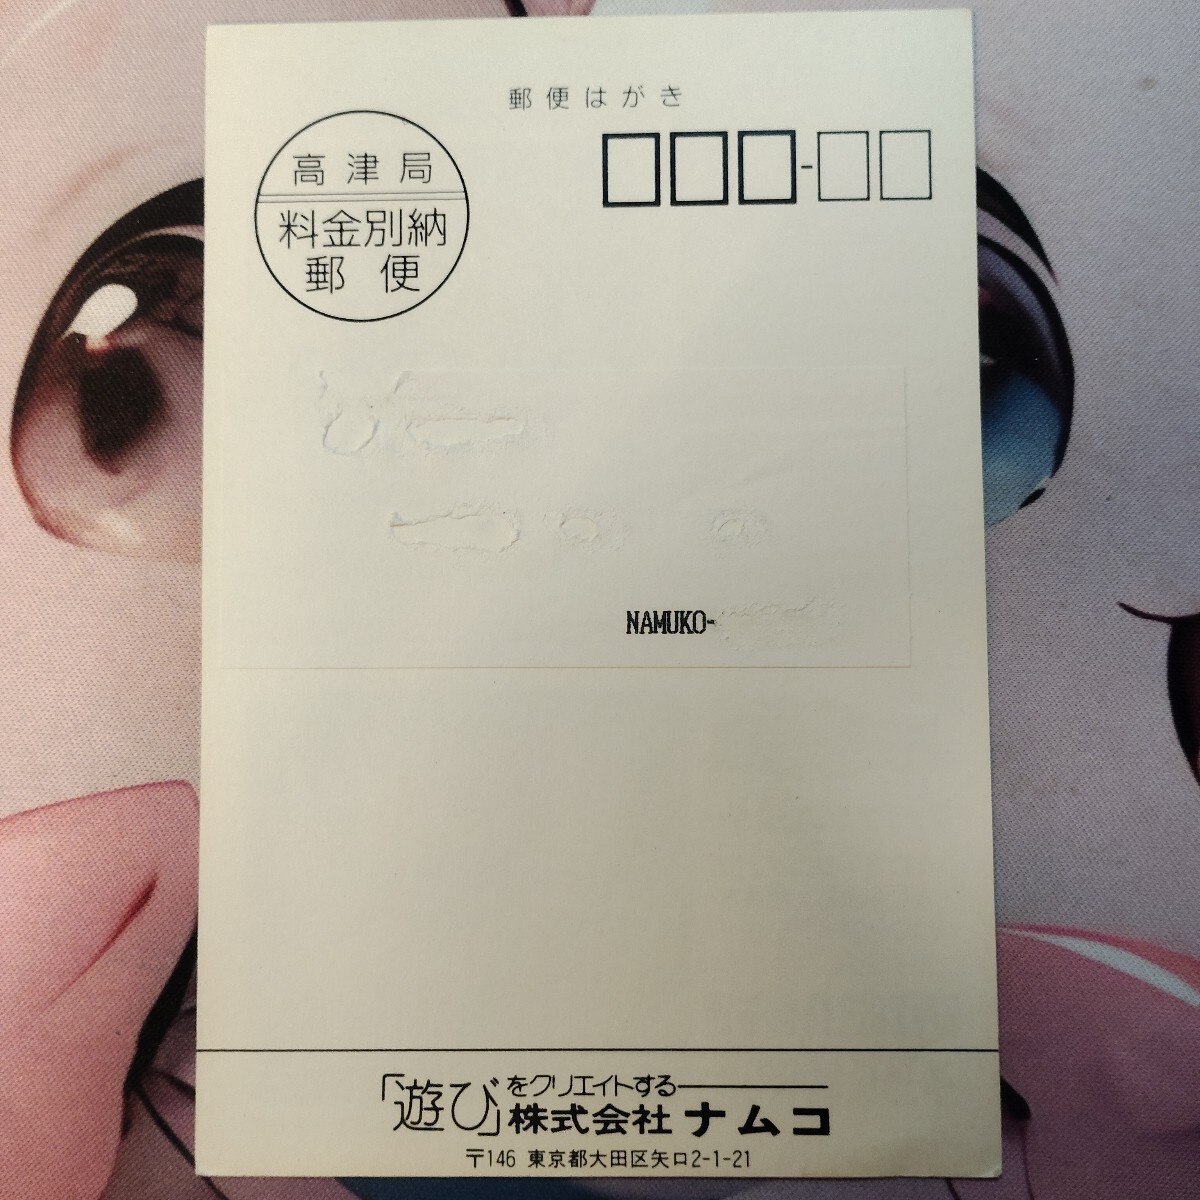 郵便はがき
高津局
料金別納
郵便
NAMUKO-
「遊び」をクリエイトする
株式会社ナムコ
〒146 東京都大田区矢口2-1-21